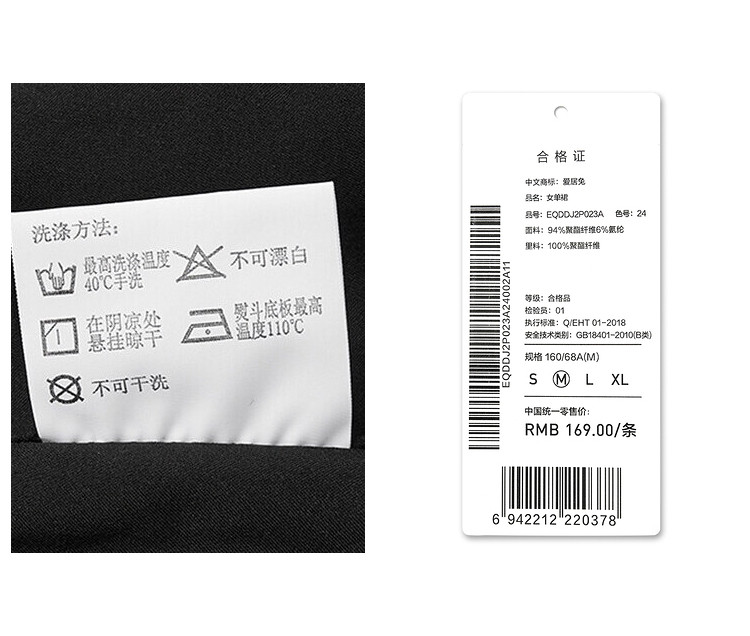 洗涤方法:
最高洗涤温度
40℃手洗
不可漂白
在阴凉处
悬挂晾干
熨斗底板最高
温度110℃
不可干洗
合格证
中文商标: 爱居兔
品名: 女单裙
品号: EQDDJ2P023A 色号: 24
面料: 94%聚酯纤维6%氨纶
里料: 100%聚酯纤维
EQDDJ2P023A24002A11
等级: 合格品
检验员: 01
执行标准: Q/EHT 01-2018
安全技术类别: GB18401-2010(B类)
规格 160/68A(M)
S M L XL
中国统一零售价:
RMB 169.00/条
6 942212 220378